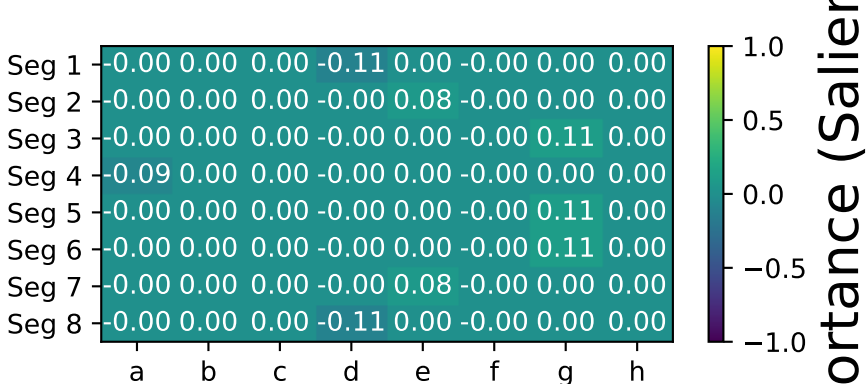 Seg 1 -0.00 0.00 0.00 -0.11 0.00 -0.00 0.00 0.00
Seg 2 -0.00 0.00 0.00 -0.00 0.08 -0.00 0.00 0.00
Seg 3 -0.00 0.00 0.00 -0.00 0.00 -0.00 0.11 0.00
Seg 4 -0.09 0.00 0.00 -0.00 0.00 -0.00 0.00 0.00
Seg 5 -0.00 0.00 0.00 -0.00 0.00 -0.00 0.11 0.00
Seg 6 -0.00 0.00 0.00 -0.00 0.00 -0.00 0.11 0.00
Seg 7 -0.00 0.00 0.00 -0.00 0.08 -0.00 0.00 0.00
Seg 8 -0.00 0.00 0.00 -0.11 0.00 -0.00 0.00 0.00
a b c d e f g h
1.0
0.5
0.0
−0.5
−1.0